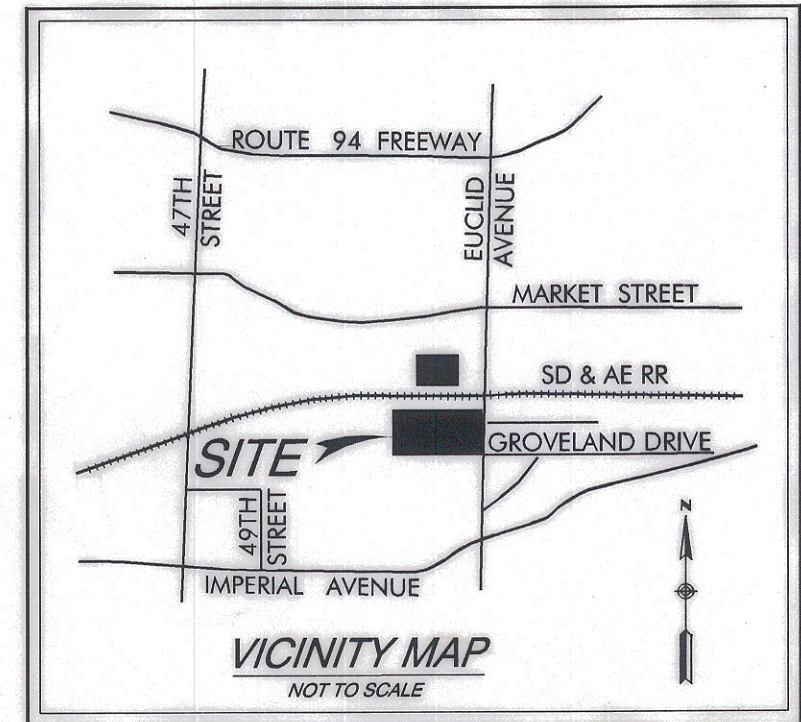 ROUTE 94 FREEWAY
47TH
STREET
EUCLID
AVENUE
MARKET STREET
SD & AE RR
SITE
GROVELAND DRIVE
49TH
STREET
N
IMPERIAL AVENUE
VICINITY MAP
NOT TO SCALE